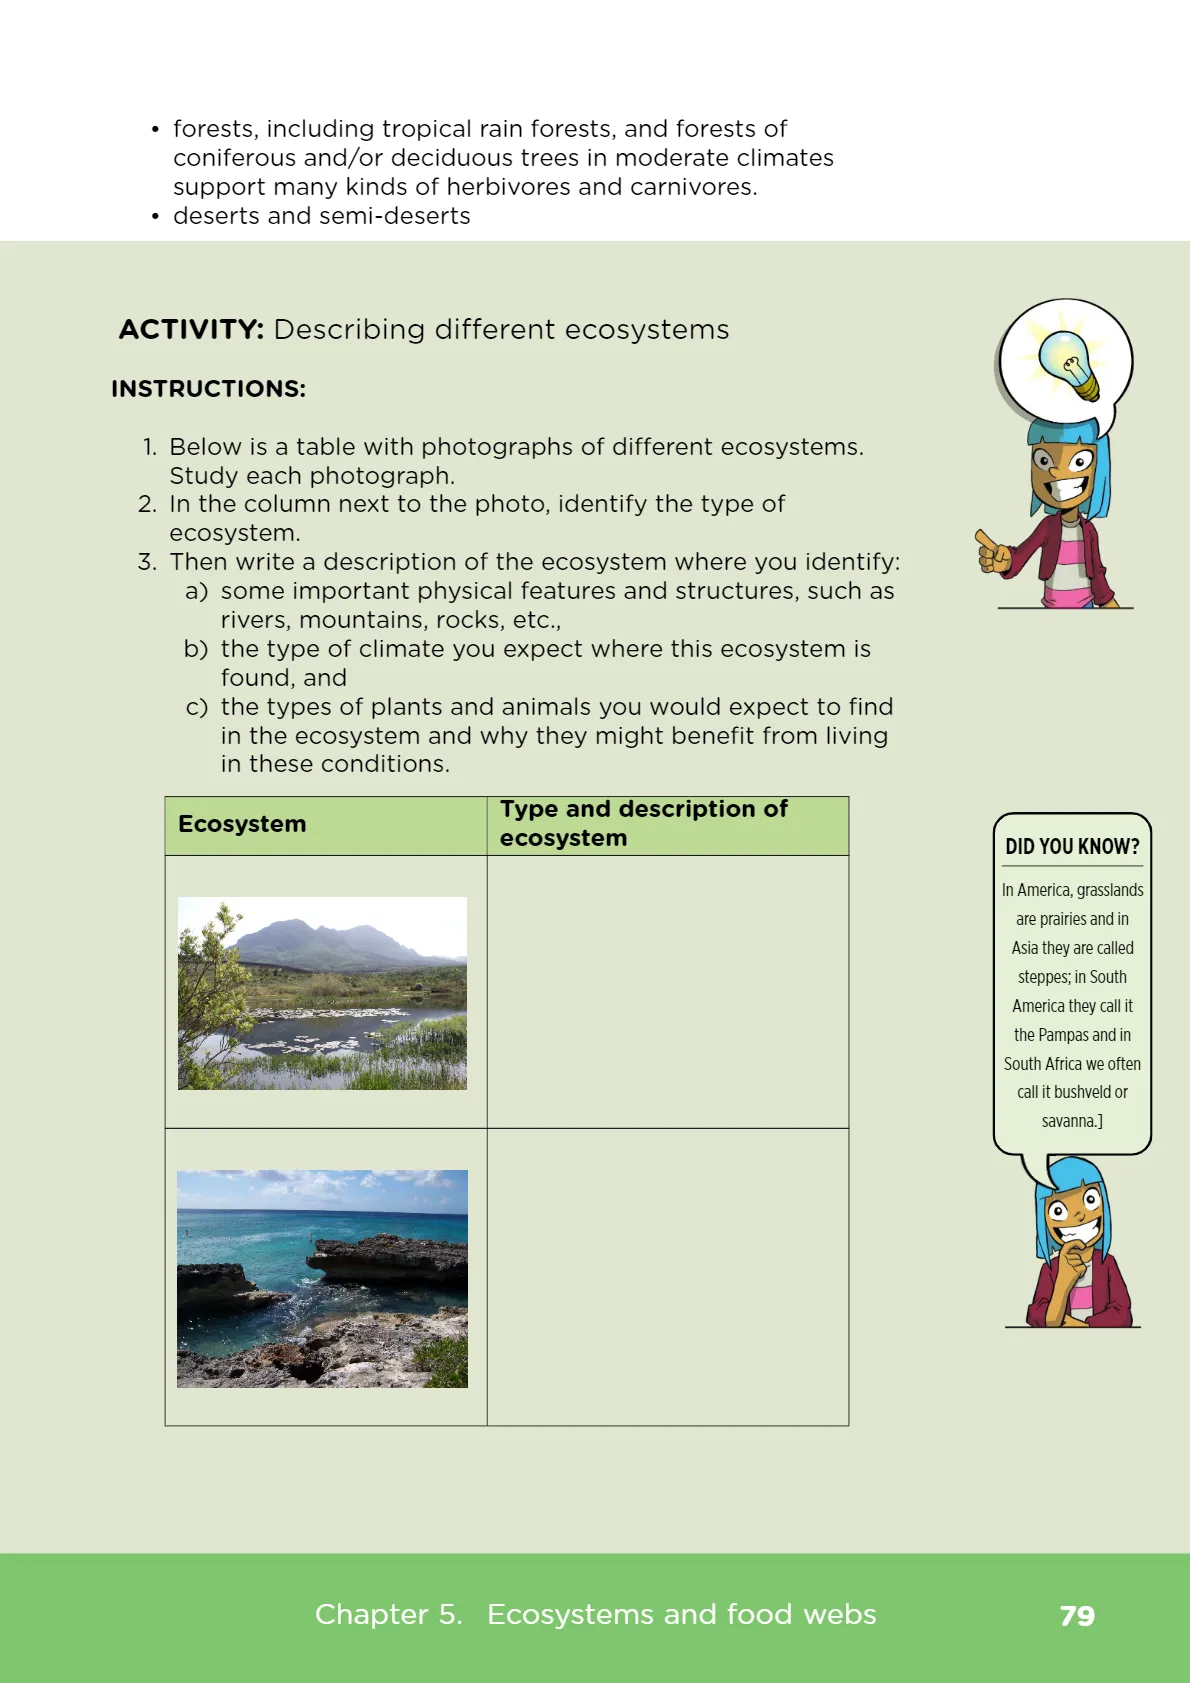 • forests, including tropical rain forests, and forests of
coniferous and/or deciduous trees in moderate climates
support many kinds of herbivores and carnivores.
• deserts and semi-deserts
ACTIVITY: Describing different ecosystems
INSTRUCTIONS:
1. Below is a table with photographs of different ecosystems.
Study each photograph.
2. In the column next to the photo, identify the type of
ecosystem.
3. Then write a description of the ecosystem where you identify:
a) some important physical features and structures, such as
rivers, mountains, rocks, etc.,
b) the type of climate you expect where this ecosystem is
found, and
c) the types of plants and animals you would expect to find
in the ecosystem and why they might benefit from living
in these conditions.
Ecosystem
Type and description of
ecosystem
DID YOU KNOW?
In America, grasslands
are prairies and in
Asia they are called
steppes; in South
America they call it
the Pampas and in
South Africa we often
call it bushveld or
savanna.]
Chapter 5. Ecosystems and food webs
79